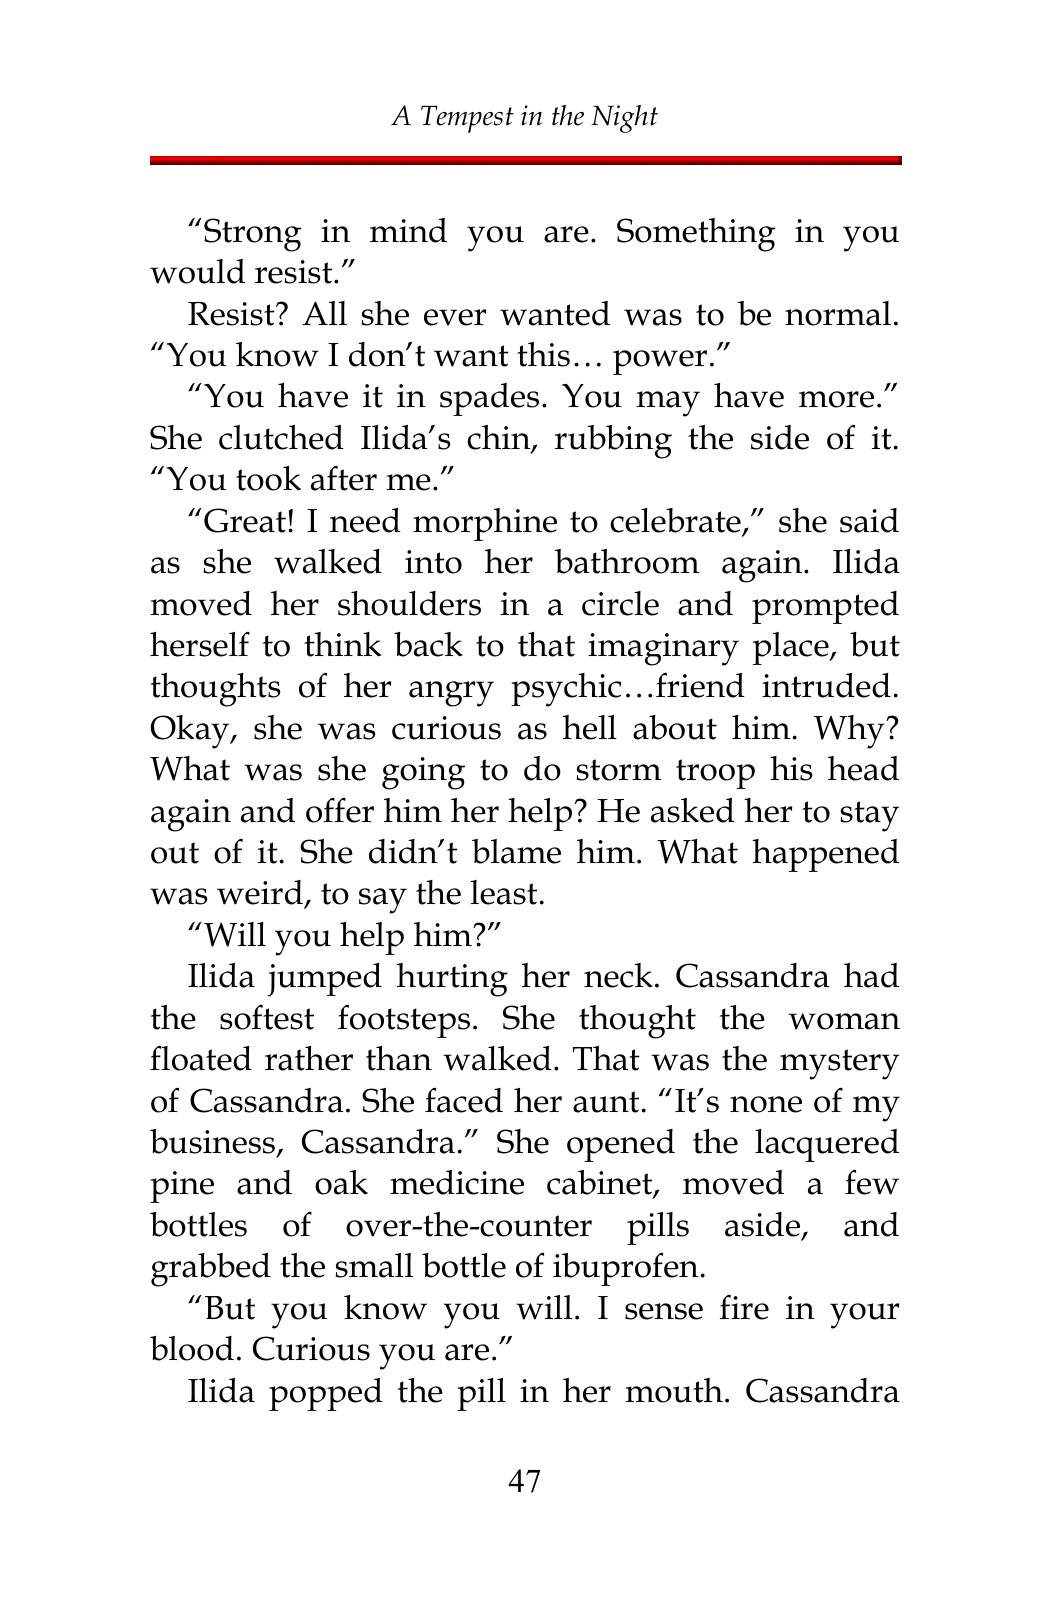 A Tempest in the Night
“Strong in mind you are. Something in you
would resist.”
Resist? All she ever wanted was to be normal.
“You know I don’t want this… power.”
“You have it in spades. You may have more.”
She clutched Ilida’s chin, rubbing the side of it.
“You took after me.”
“Great! I need morphine to celebrate,” she said
as she walked into her bathroom again. Ilida
moved her shoulders in a circle and prompted
herself to think back to that imaginary place, but
thoughts of her angry psychic…friend intruded.
Okay, she was curious as hell about him. Why?
What was she going to do storm troop his head
again and offer him her help? He asked her to stay
out of it. She didn’t blame him. What happened
was weird, to say the least.
“Will you help him?”
Ilida jumped hurting her neck. Cassandra had
the softest footsteps. She thought the woman
floated rather than walked. That was the mystery
of Cassandra. She faced her aunt. “It’s none of my
business, Cassandra.” She opened the lacquered
pine and oak medicine cabinet, moved a few
bottles of over-the-counter pills aside, and
grabbed the small bottle of ibuprofen.
“But you know you will. I sense fire in your
blood. Curious you are.”
Ilida popped the pill in her mouth. Cassandra
47